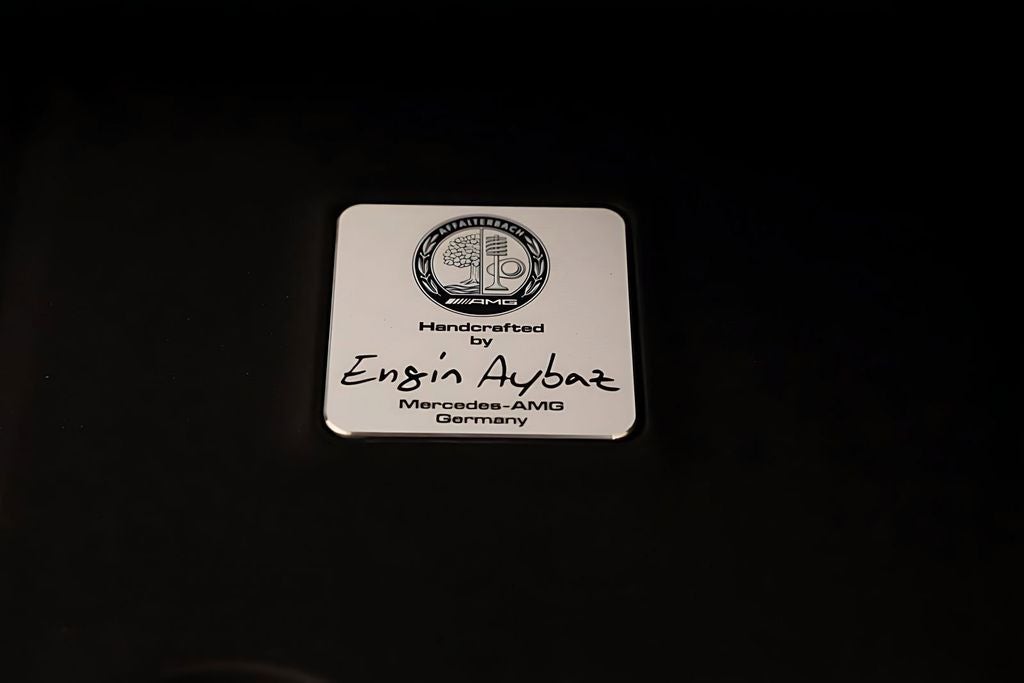 AFFALTERBACH
AMG
Handcrafted
by
Engin Aybaz
Mercedes-AMG
Germany